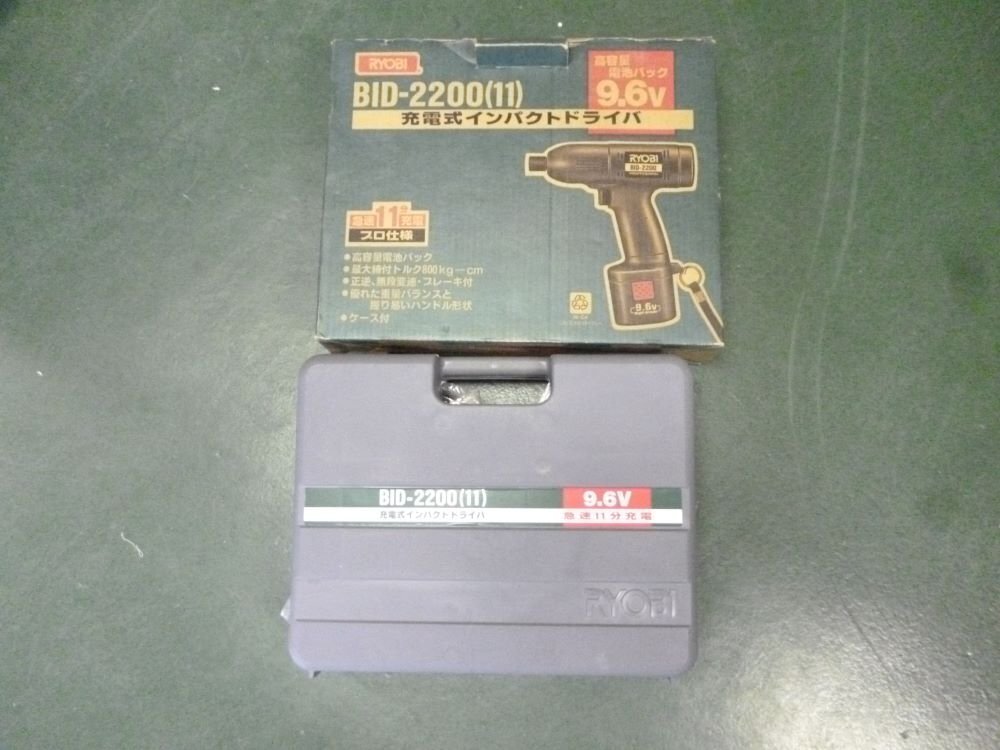 RYOBI
BID-2200(11)
充電式インパクトドライバ
高容量
電池パック
9.6V
RYOBI
BID-2200
急速11分充電
プロ仕様
●高容量電池パック
●最大締付トルク800kg-cm
●正逆、無段変速・ブレーキ付
●優れた重量バランスと
握り易いハンドル形状
●ケース付
9.6V
Ni-Cd
BID-2200(11)
充電式インパクトドライバ
9.6V
急速11分充電
RYOBI